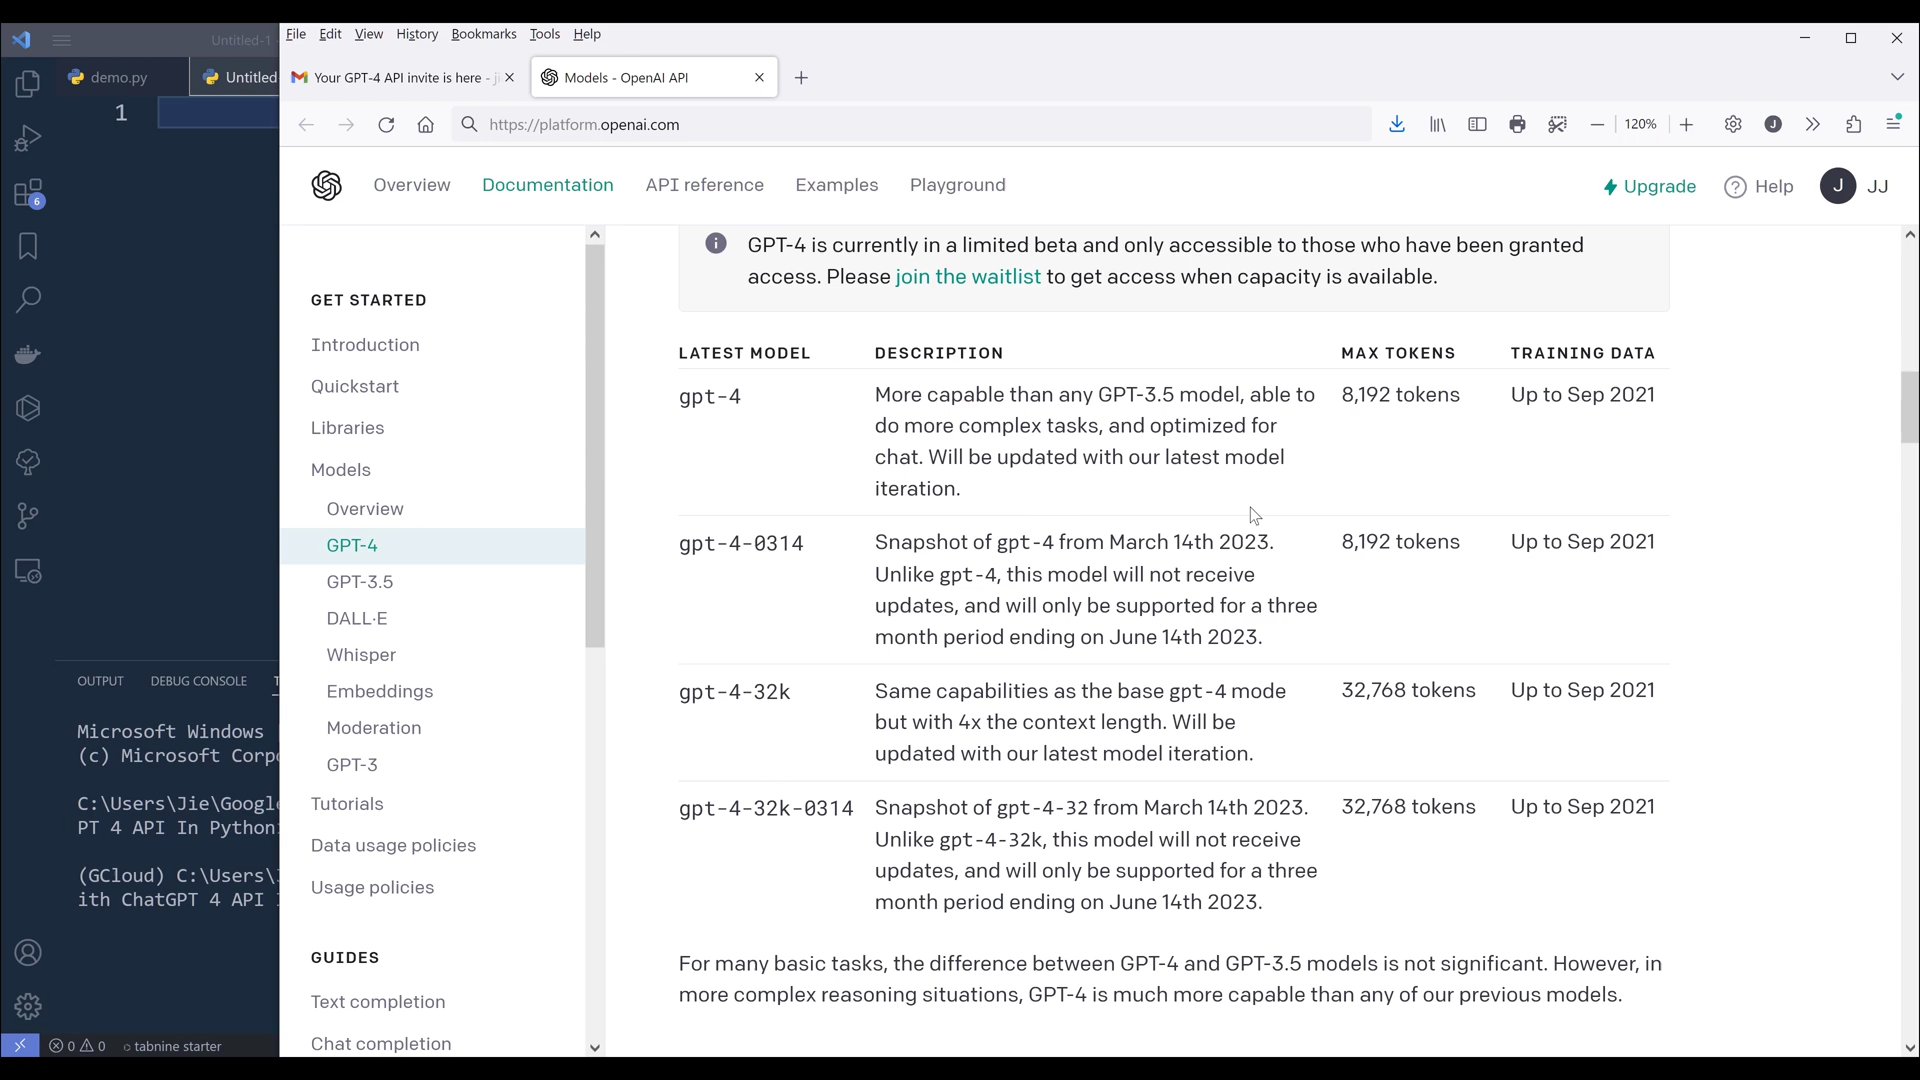 Untitled-1
File Edit View History Bookmarks Tools Help
demo.py
Untitled
Your GPT-4 API invite is here - ji
Models - OpenAI API
1
https://platform.openai.com
120%
J
6
Overview Documentation API reference Examples Playground
Upgrade
Help
J
JJ
GPT-4 is currently in a limited beta and only accessible to those who have been granted
access. Please join the waitlist to get access when capacity is available.
GET STARTED
Introduction
Quickstart
Libraries
Models
Overview
GPT-4
GPT-3.5
DALL·E
Whisper
Embeddings
Moderation
GPT-3
Tutorials
Data usage policies
Usage policies
GUIDES
Text completion
Chat completion
LATEST MODEL DESCRIPTION MAX TOKENS TRAINING DATA
gpt-4 More capable than any GPT-3.5 model, able to 8,192 tokens Up to Sep 2021
do more complex tasks, and optimized for
chat. Will be updated with our latest model
iteration.
gpt-4-0314 Snapshot of gpt-4 from March 14th 2023. 8,192 tokens Up to Sep 2021
Unlike gpt-4, this model will not receive
updates, and will only be supported for a three
month period ending on June 14th 2023.
gpt-4-32k Same capabilities as the base gpt-4 mode 32,768 tokens Up to Sep 2021
but with 4x the context length. Will be
updated with our latest model iteration.
gpt-4-32k-0314 Snapshot of gpt-4-32 from March 14th 2023. 32,768 tokens Up to Sep 2021
Unlike gpt-4-32k, this model will not receive
updates, and will only be supported for a three
month period ending on June 14th 2023.
For many basic tasks, the difference between GPT-4 and GPT-3.5 models is not significant. However, in
more complex reasoning situations, GPT-4 is much more capable than any of our previous models.
OUTPUT DEBUG CONSOLE T
Microsoft Windows
(c) Microsoft Corpo
C:\Users\Jie\Google
PT 4 API In Python
(GCloud) C:\Users\
ith ChatGPT 4 API
0 0 tabnine starter